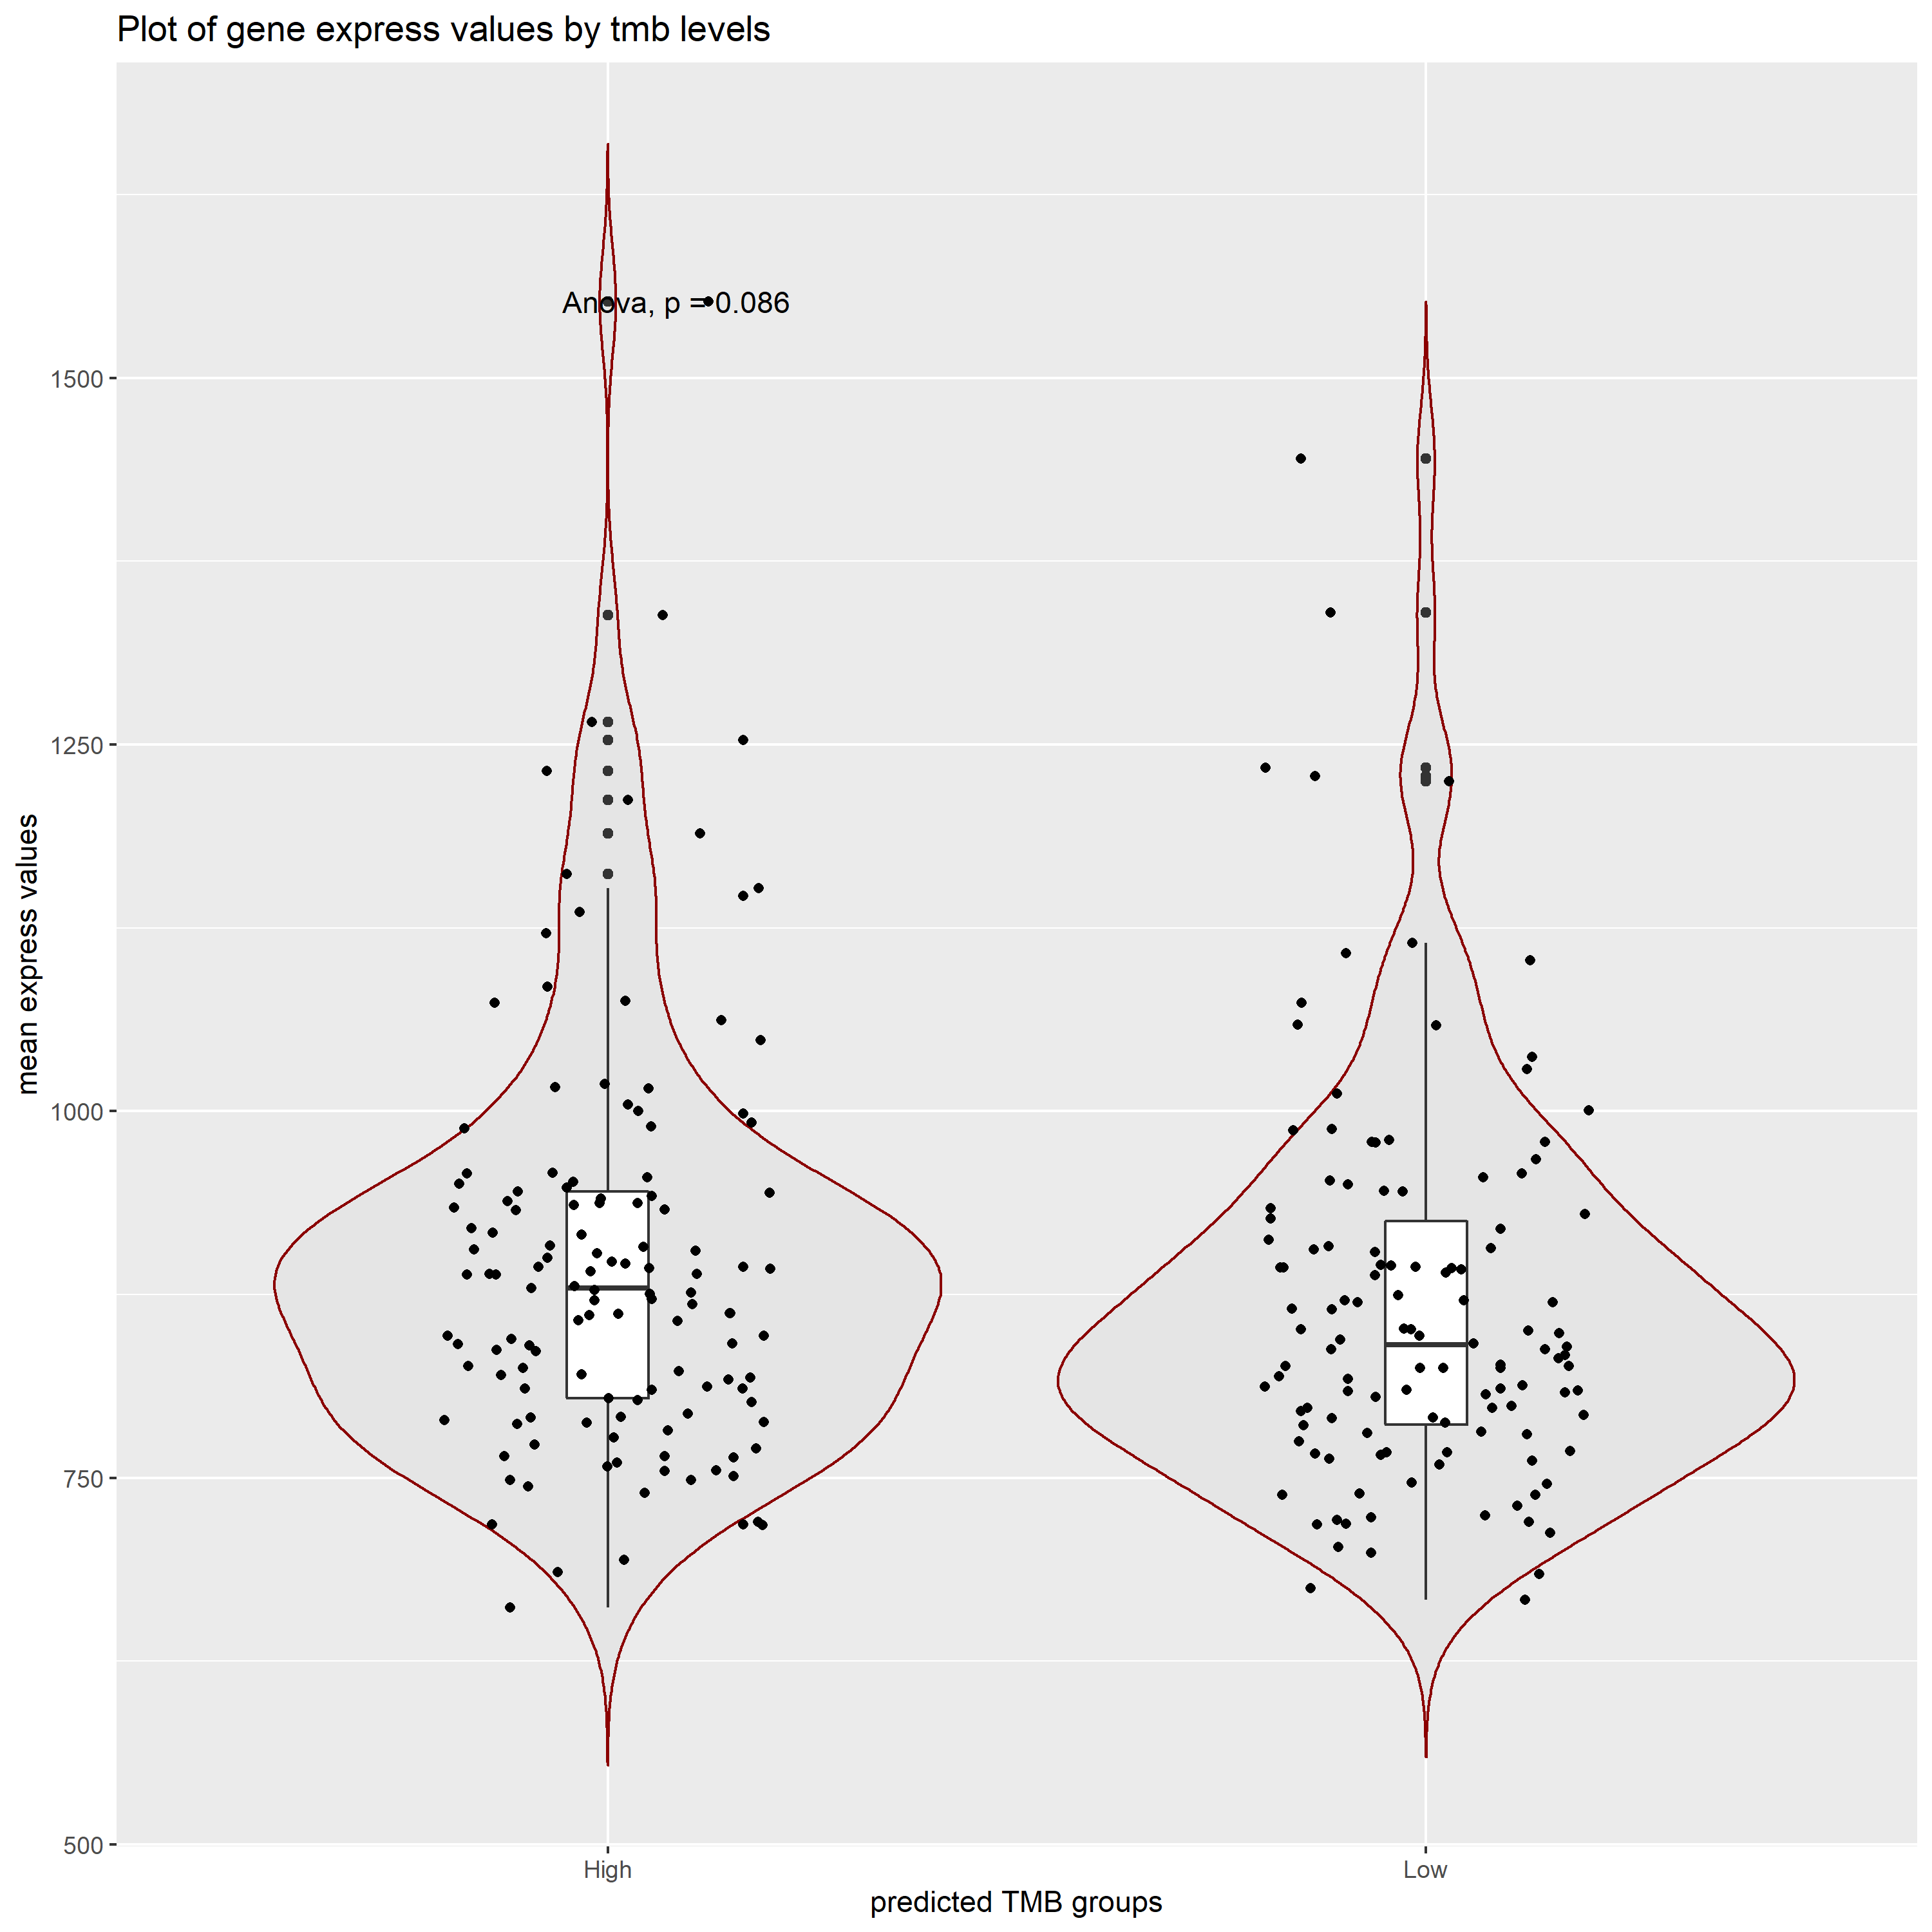 Plot of gene express values by tmb levels
Anova, p = 0.086
1500
1250
1000
750
500
mean express values
High
Low
predicted TMB groups